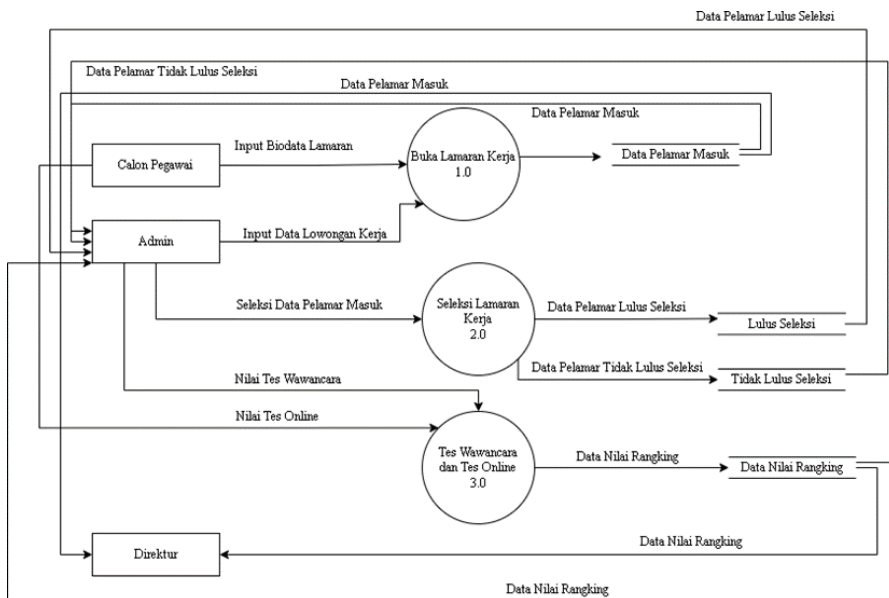 Data Pelamar Lulus Seleksi
Data Pelamar Tidak Lulus Seleksi
Data Pelamar Masuk
Data Pelamar Masuk
Calon Pegawai
Input Biodata Lamaran
Buka Lamaran Kerja
1.0
Data Pelamar Masuk
Admin
Input Data Lowongan Kerja
Seleksi Data Pelamar Masuk
Seleksi Lamaran
Kerja
2.0
Data Pelamar Lulus Seleksi
Lulus Seleksi
Data Pelamar Tidak Lulus Seleksi
Tidak Lulus Seleksi
Nilai Tes Wawancara
Nilai Tes Online
Tes Wawancara
dan Tes Online
3.0
Data Nilai Rangking
Data Nilai Rangking
Direktur
Data Nilai Rangking
Data Nilai Rangking